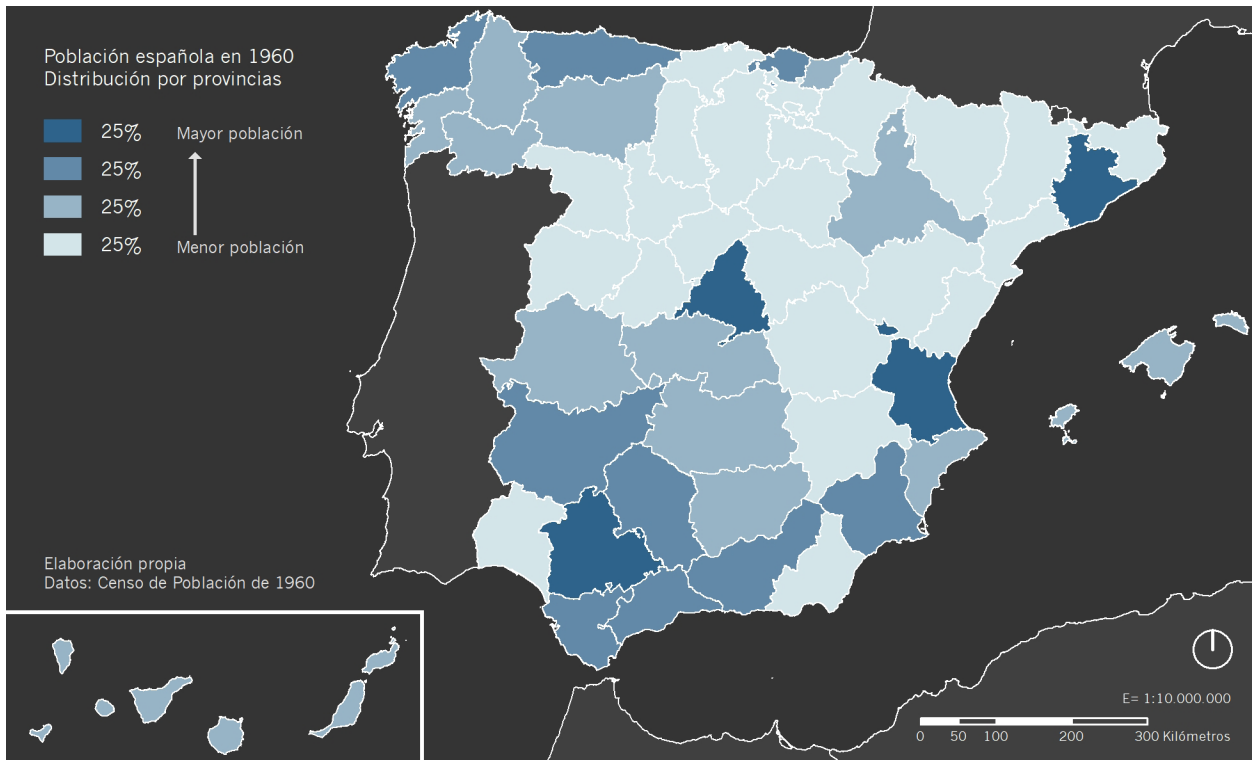 Población española en 1960
Distribución por provincias
25% Mayor población
25%
25%
25% Menor población
Elaboración propia
Datos: Censo de Población de 1960
E= 1:10.000.000
0 50 100 200 300 Kilómetros